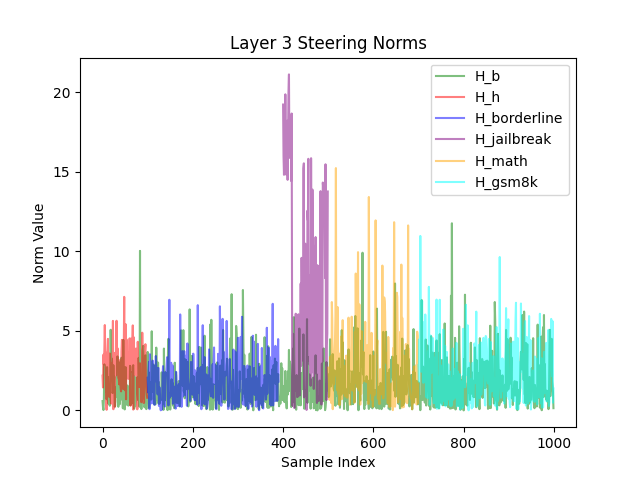 Layer 3 Steering Norms
H_b
H_h
H_borderline
H_jailbreak
H_math
H_gsm8k
Norm Value
20
15
10
5
0
0 200 400 600 800 1000
Sample Index